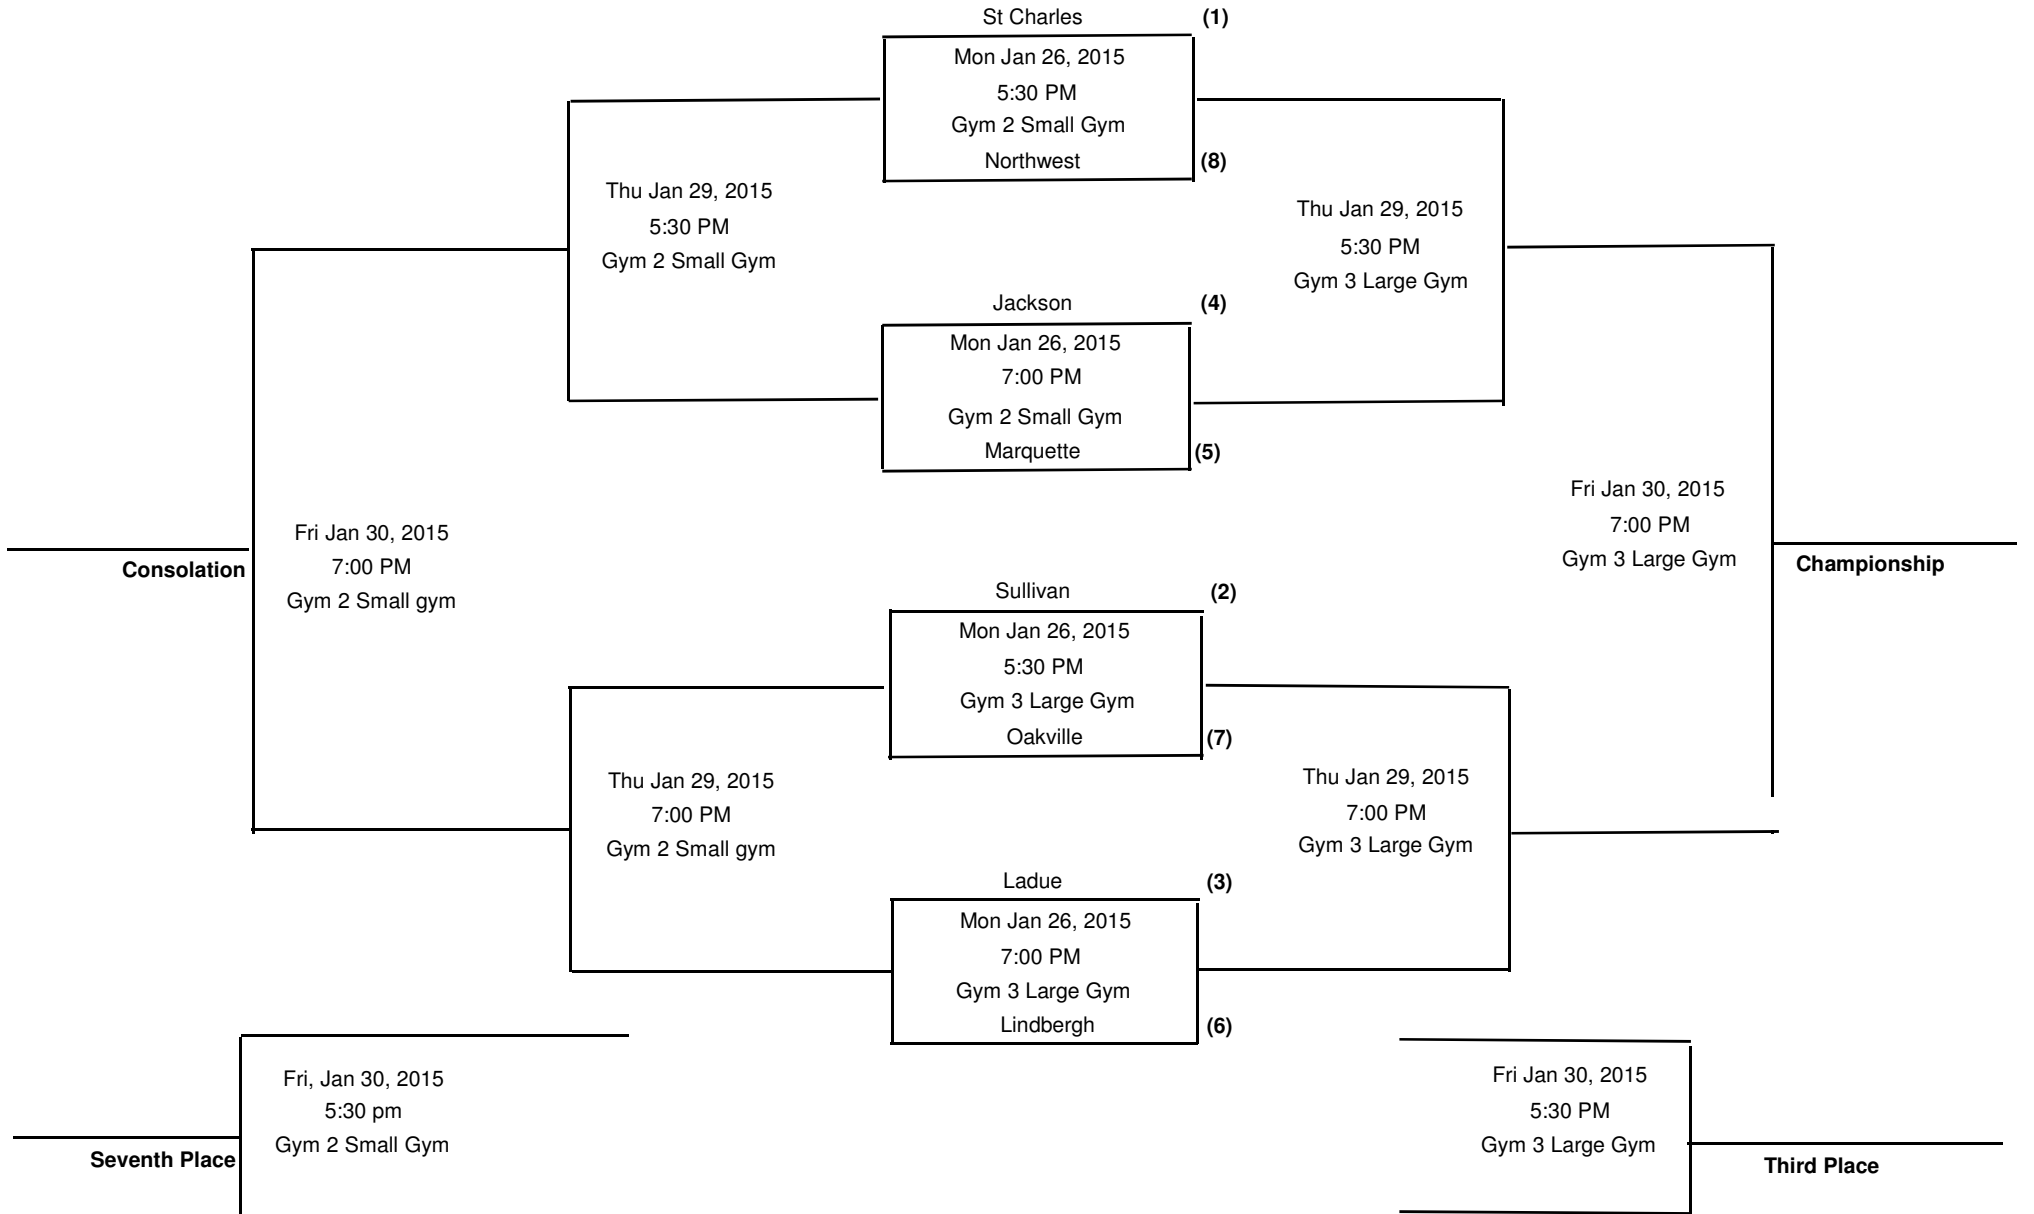 St Charles (1)
Mon Jan 26, 2015
5:30 PM
Gym 2 Small Gym
Northwest (8)
Thu Jan 29, 2015
5:30 PM
Gym 2 Small Gym
Thu Jan 29, 2015
5:30 PM
Gym 3 Large Gym
Jackson (4)
Mon Jan 26, 2015
7:00 PM
Gym 2 Small Gym
Marquette (5)
Fri Jan 30, 2015
7:00 PM
Gym 2 Small gym
Consolation
Fri Jan 30, 2015
7:00 PM
Gym 3 Large Gym
Championship
Sullivan (2)
Mon Jan 26, 2015
5:30 PM
Gym 3 Large Gym
Oakville (7)
Thu Jan 29, 2015
7:00 PM
Gym 2 Small gym
Thu Jan 29, 2015
7:00 PM
Gym 3 Large Gym
Ladue (3)
Mon Jan 26, 2015
7:00 PM
Gym 3 Large Gym
Lindbergh (6)
Fri, Jan 30, 2015
5:30 pm
Gym 2 Small Gym
Seventh Place
Fri Jan 30, 2015
5:30 PM
Gym 3 Large Gym
Third Place